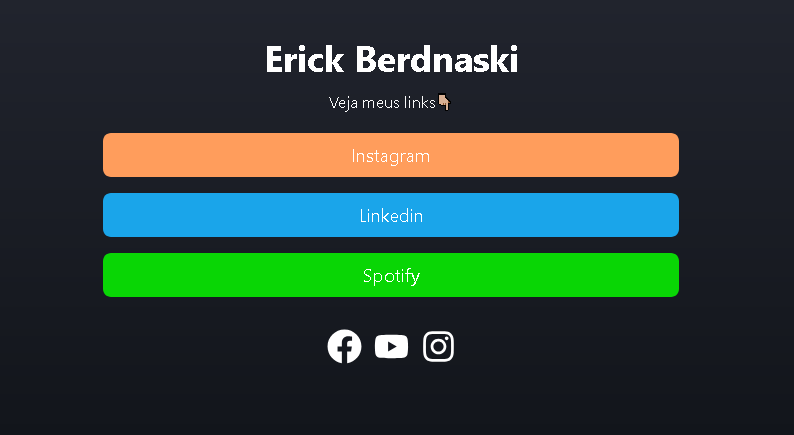 Erick Berdnaski
Veja meus links👇🏽
Instagram
Linkedin
Spotify